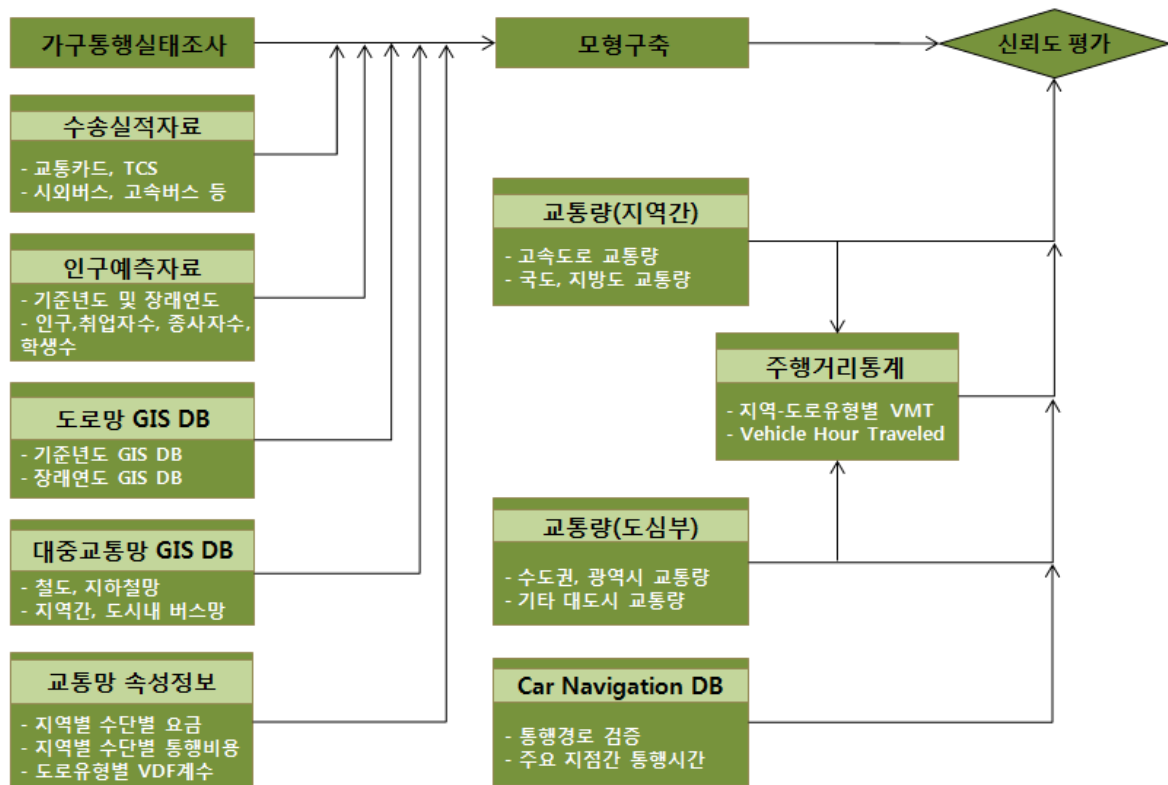 가구통행실태조사
모형구축
신뢰도 평가
수송실적자료
- 교통카드, TCS
- 시외버스, 고속버스 등
인구예측자료
- 기준년도 및 장래연도
- 인구,취업자수, 종사자수,
학생수
도로망 GIS DB
- 기준년도 GIS DB
- 장래연도 GIS DB
대중교통망 GIS DB
- 철도, 지하철망
- 지역간, 도시내 버스망
교통망 속성정보
- 지역별 수단별 요금
- 지역별 수단별 통행비용
- 도로유형별 VDF계수
교통량(지역간)
- 고속도로 교통량
- 국도, 지방도 교통량
주행거리통계
- 지역-도로유형별 VMT
- Vehicle Hour Traveled
교통량(도심부)
- 수도권, 광역시 교통량
- 기타 대도시 교통량
Car Navigation DB
- 통행경로 검증
- 주요 지점간 통행시간